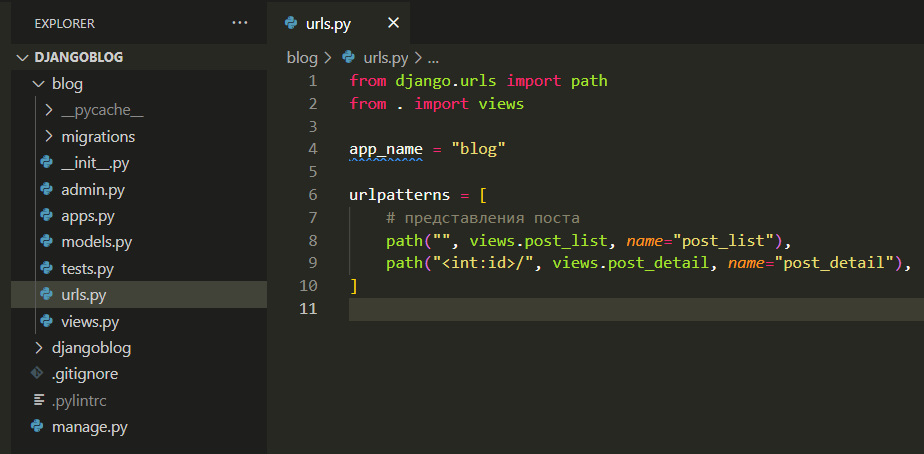 EXPLORER ...
DJANGOBLOG
blog
__pycache__
migrations
__init__.py
admin.py
apps.py
models.py
tests.py
urls.py
views.py
djangoblog
.gitignore
.pylintrc
manage.py
urls.py ×
blog > urls.py > ...
1 from django.urls import path
2 from . import views
3
4 app_name = "blog"
5
6 urlpatterns = [
7     # представления поста
8     path("", views.post_list, name="post_list"),
9     path("<int:id>/", views.post_detail, name="post_detail"),
10 ]
11